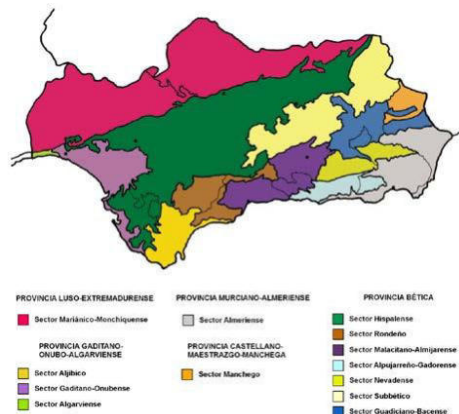 PROVINCIA LUSO-EXTREMADURENSE
Sector Mariánico-Monchiquense
PROVINCIA GADITANO-
ONUBO-ALGARVIENSE
Sector Aljíbico
Sector Gaditano-Onubense
Sector Algarviense
PROVINCIA MURCIANO-ALMERIENSE
Sector Almeriense
PROVINCIA CASTELLANO-
MAESTRAZGO-MANCHEGA
Sector Manchego
PROVINCIA BÉTICA
Sector Hispalense
Sector Rondeño
Sector Malacitano-Almijarense
Sector Alpujarreño-Gadorense
Sector Nevadense
Sector Subbético
Sector Guadiciano-Bacense